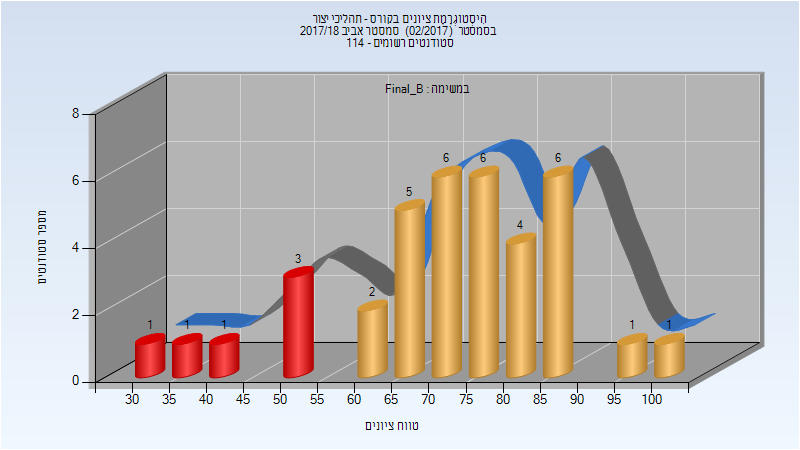 היסטוגרמת ציונים בקורס - תהליכי יצור
בסמסטר (02/2017) סמסטר אביב 2017/18
סטודנטים רשומים - 114
במשימה : Final_B
מספר סטודנטים
8
6
4
2
0
1
1
1
3
2
5
6
6
4
6
1
1
30 35 40 45 50 55 60 65 70 75 80 85 90 95 100
טווח ציונים